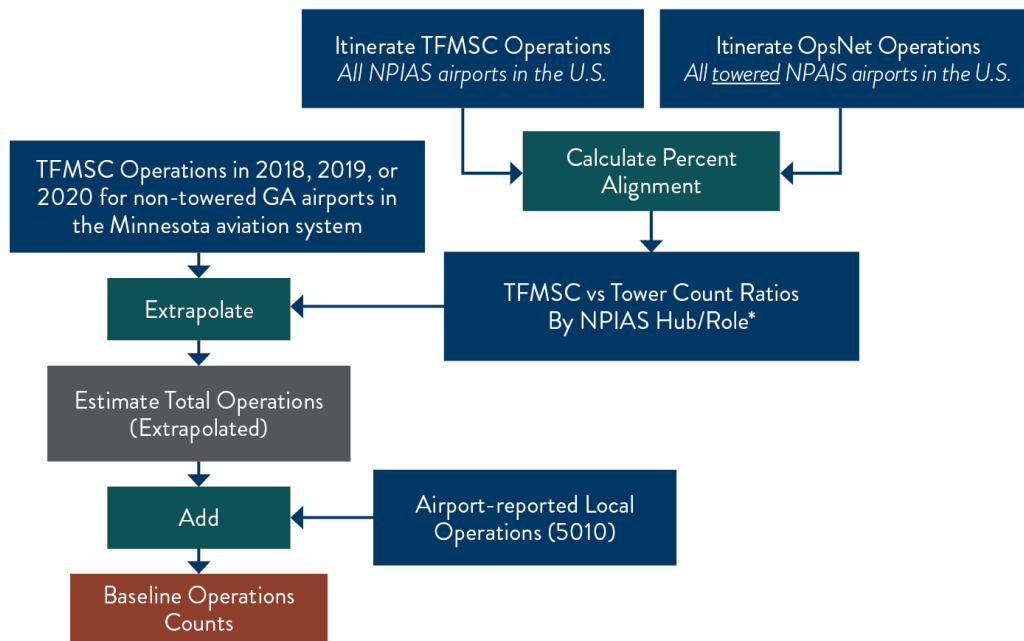 Itinerate TFMSC Operations
All NPIAS airports in the U.S.
Itinerate OpsNet Operations
All towered NPAIS airports in the U.S.
Calculate Percent
Alignment
TFMSC Operations in 2018, 2019, or
2020 for non-towered GA airports in
the Minnesota aviation system
TFMSC vs Tower Count Ratios
By NPIAS Hub/Role*
Extrapolate
Estimate Total Operations
(Extrapolated)
Add
Airport-reported Local
Operations (5010)
Baseline Operations
Counts